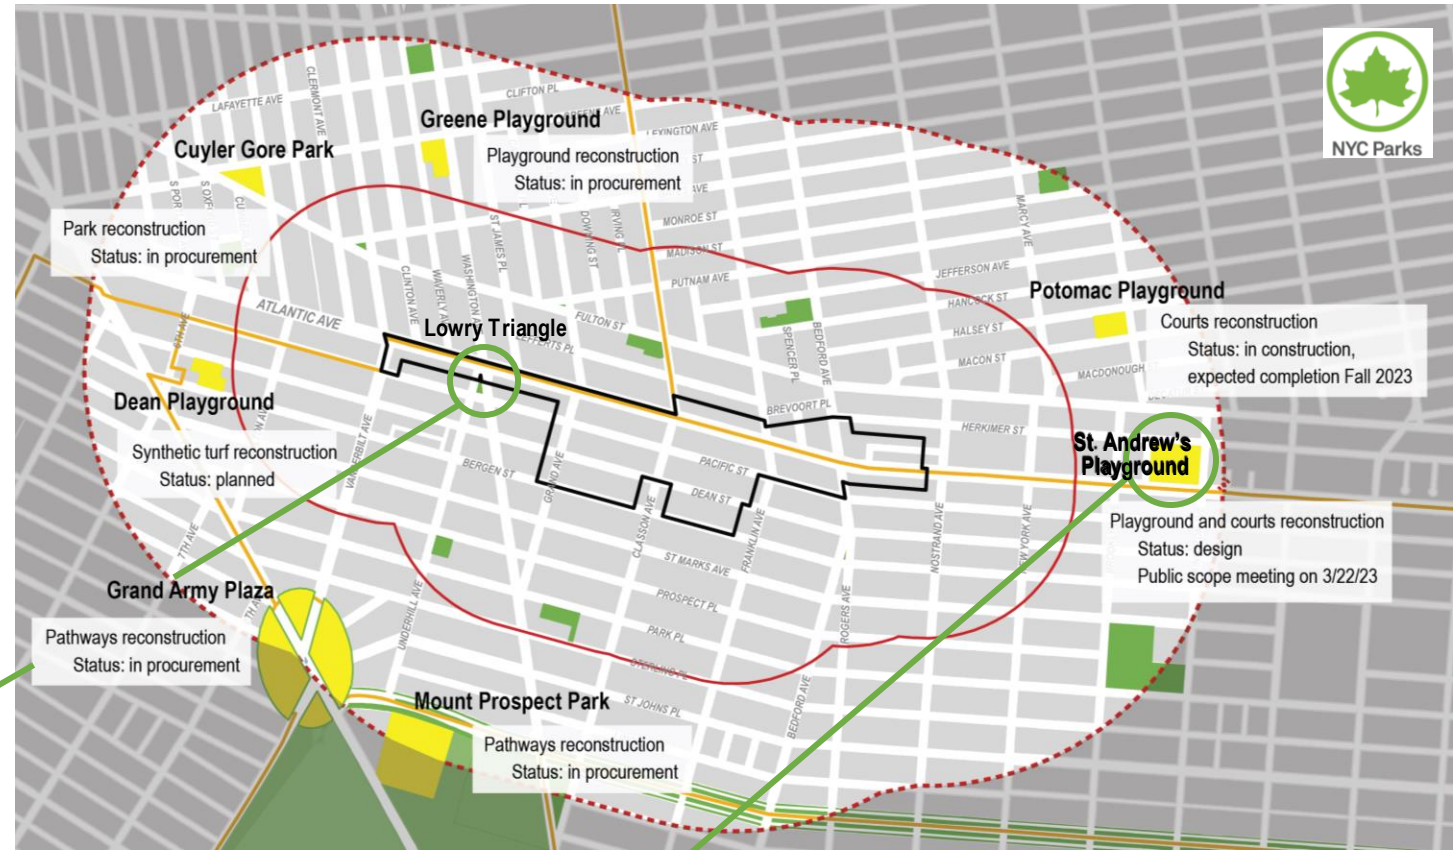 NYC Parks
CLIFTON PL
LAFAYETTE AVE
CLERMONT AVE
Greene Playground
LEXINGTON AVE
Cuyler Gore Park
Playground reconstruction
Status: in procurement
ST
AVE
MONROE ST
MARCY AVE
Park reconstruction
Status: in procurement
ST JAMES PL
DOWNING ST
IRVING PL
MADISON ST
PUTNAM AVE
JEFFERSON AVE
HANCOCK ST
Potomac Playground
CLINTON AVE
WAVERLY AV
WASHINGTON A
ATLANTIC AVE
FULTON ST
Lowry Triangle
EFFERTS PL
6TH AVE
SPENCER PL
BEDFORD AVE
HALSEY ST
MACON ST
MACDONOUGH S
Courts reconstruction
Status: in construction,
expected completion Fall 2023
Dean Playground
BREVOORT PL
HERKIMER ST
Synthetic turf reconstruction
Status: planned
VANDERBILT AVE
BERGEN ST
GRAND AVE
PACIFIC ST
DEAN ST
CLASSON AVE
FRANKLIN AVE
St. Andrew's
Playground
Playground and courts reconstruction
Status: design
Public scope meeting on 3/22/23
7TH AVE
NOSTRAND AVE
NEW YORK AVE
ST MARKS AVE
Grand Army Plaza
PROSPECT PL
UNDERHILL AVE
ROGERS AVE
PARK PL
Pathways reconstruction
Status: in procurement
STERLING PL
Mount Prospect Park
ST JOHNS PL
BEDFORD AVE
Pathways reconstruction
Status: in procurement